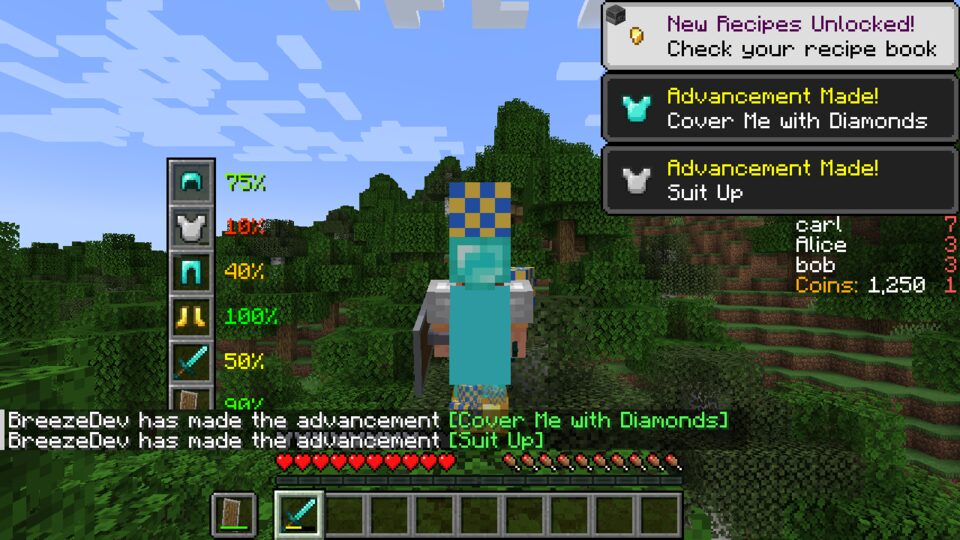 New Recipes Unlocked!
Check your recipe book
Advancement Made!
Cover Me with Diamonds
Advancement Made!
Suit Up
75%
10%
40%
100%
50%
90%
carl 7
Alice 3
bob 3
Coins: 1,250 1
BreezeDev has made the advancement [Cover Me with Diamonds]
BreezeDev has made the advancement [Suit Up]